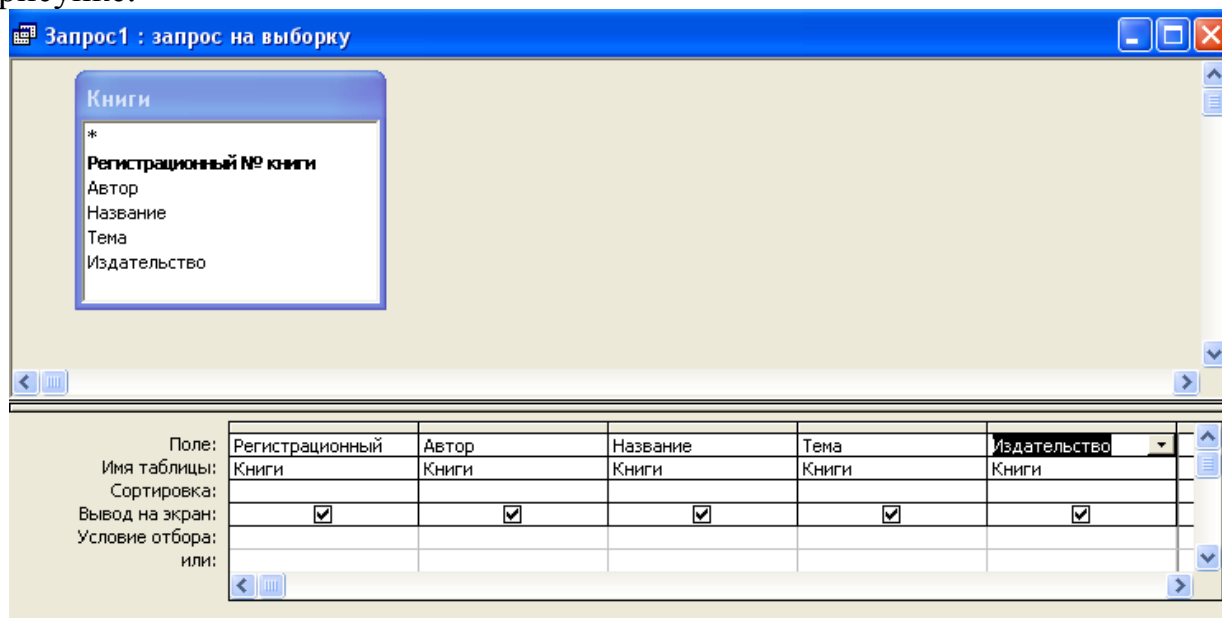 рисунке.
Запрос1 : запрос на выборку
Книги
*
Регистрационный № книги
Автор
Название
Тема
Издательство
Поле: Регистрационный Автор Название Тема Издательство
Имя таблицы: Книги Книги Книги Книги Книги
Сортировка:
Вывод на экран:
Условие отбора:
или: